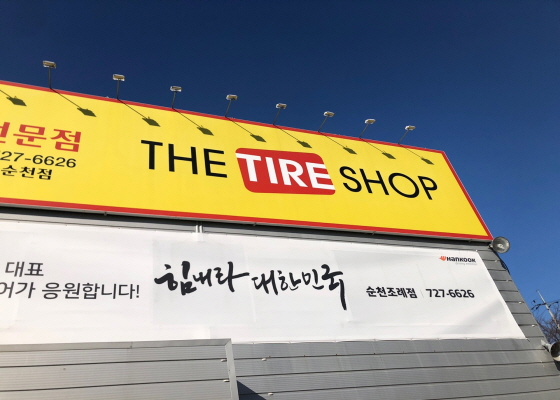 전문점
727-6626
순천점
THE TIRE SHOP
HANKOOK
대표
어가 응원합니다!
힘내라 대한민국
순천조례점 727-6626